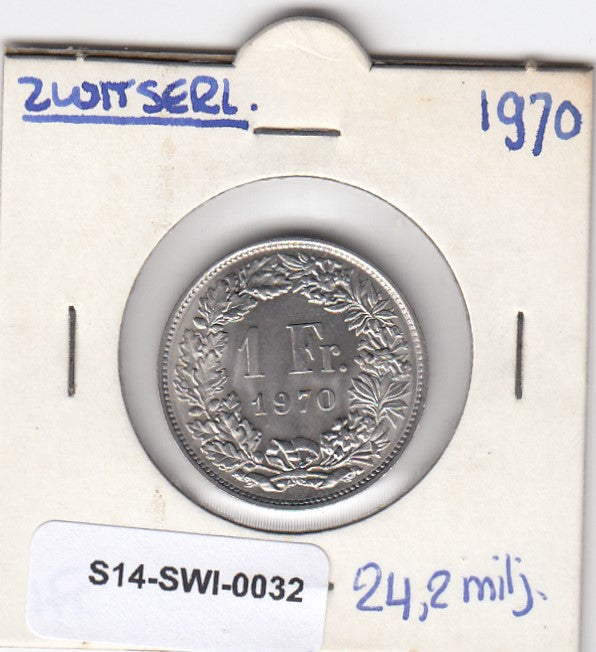 ZWITSERL.
1970
1 Fr.
1970
S14-SWI-0032
24,2 milj.